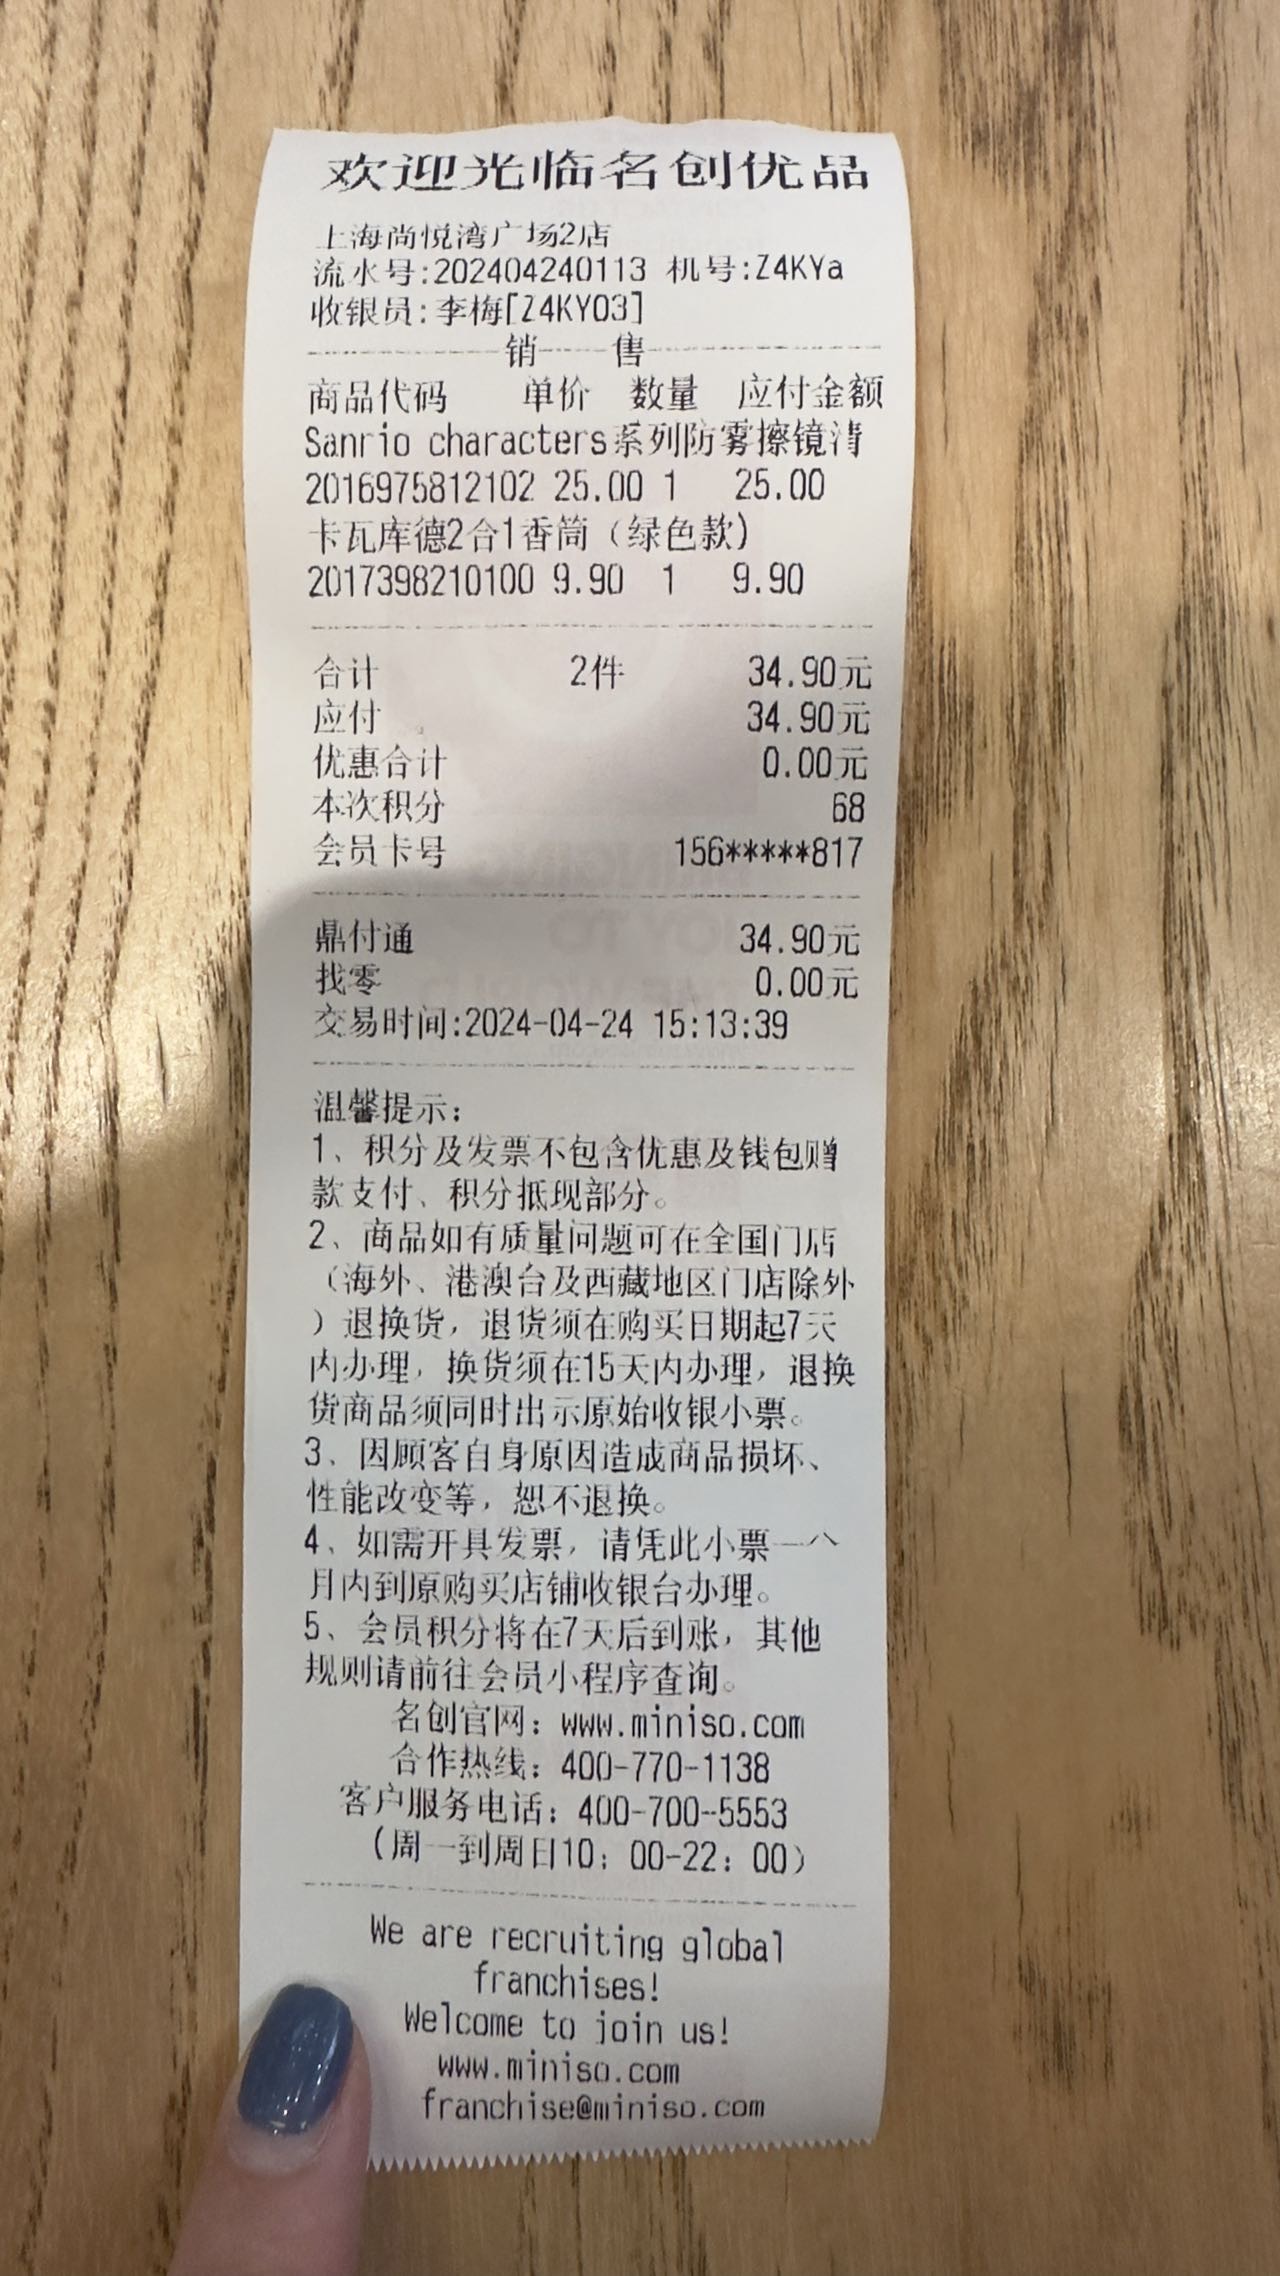 欢迎光临名创优品
上海尚悦湾广场2店
流水号:202404240113 机号:Z4KYa
收银员:李梅[Z4KY03]
销 售
商品代码 单价 数量 应付金额
Sanrio characters系列防雾擦镜清
2016975812102 25.00 1 25.00
卡瓦库德2合1香筒（绿色款）
2017398210100 9.90 1 9.90
合计 2件 34.90元
应付 34.90元
优惠合计 0.00元
本次积分 68
会员卡号 156*****817
鼎付通 34.90元
找零 0.00元
交易时间:2024-04-24 15:13:39
温馨提示：
1、积分及发票不包含优惠及钱包赠
款支付、积分抵现部分。
2、商品如有质量问题可在全国门店
（海外、港澳台及西藏地区门店除外
）退换货，退货须在购买日期起7天
内办理，换货须在15天内办理，退换
货商品须同时出示原始收银小票。
3、因顾客自身原因造成商品损坏、
性能改变等，恕不退换。
4、如需开具发票，请凭此小票一个
月内到原购买店铺收银台办理。
5、会员积分将在7天后到账，其他
规则请前往会员小程序查询。
名创官网：www.miniso.com
合作热线：400-770-1138
客户服务电话：400-700-5553
（周一到周日10：00-22：00）
We are recruiting global
franchises!
Welcome to join us!
www.miniso.com
franchise@miniso.com